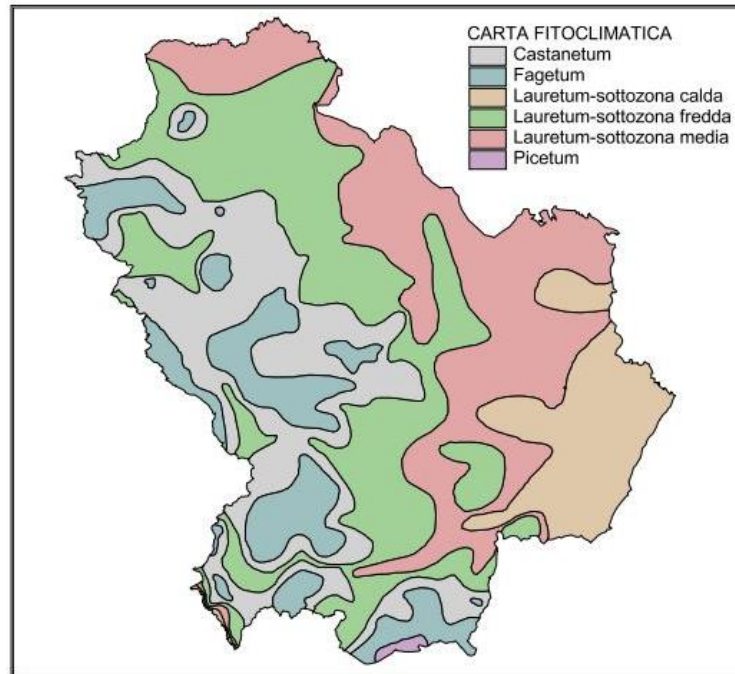 CARTA FITOCLIMATICA
Castanetum
Fagetum
Lauretum-sottozona calda
Lauretum-sottozona fredda
Lauretum-sottozona media
Picetum